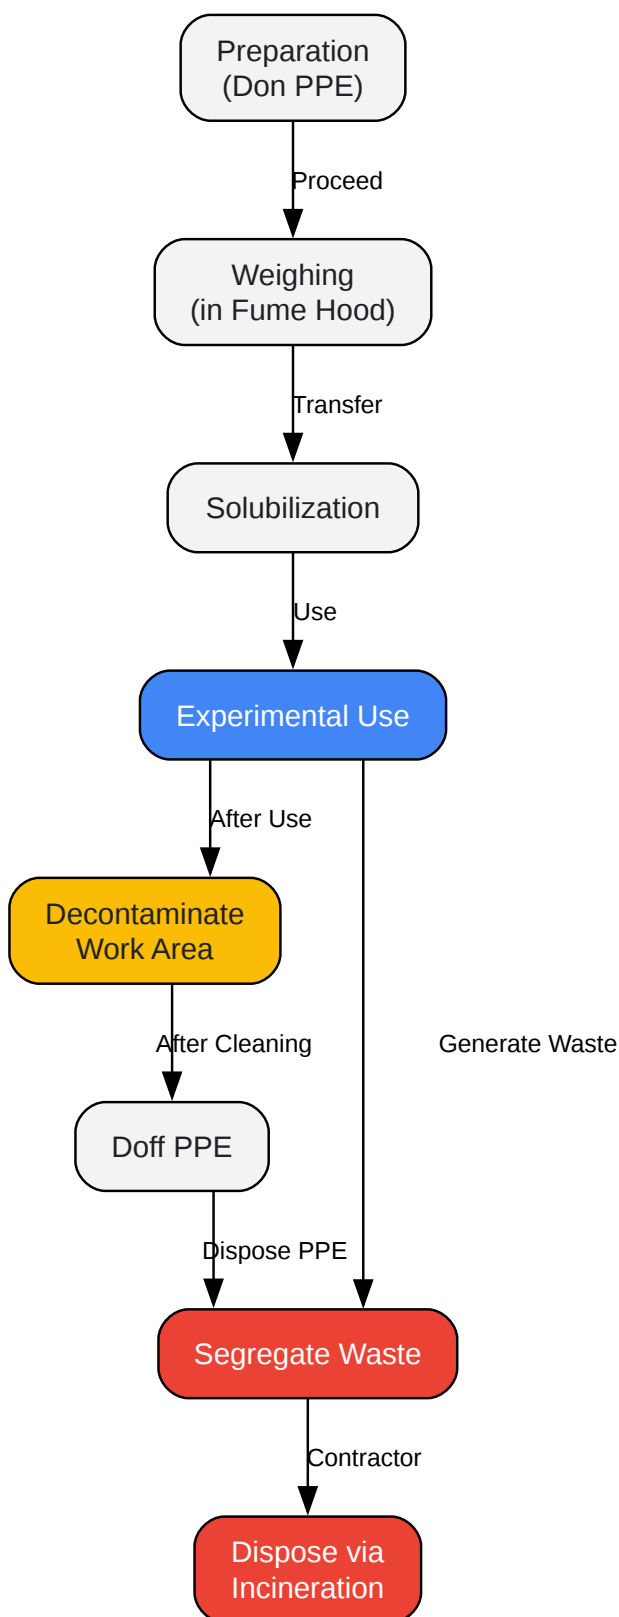 Preparation
(Don PPE)
Proceed
Weighing
(in Fume Hood)
Transfer
Solubilization
Use
Experimental Use
After Use
Decontaminate
Work Area
After Cleaning
Generate Waste
Doff PPE
Dispose PPE
Segregate Waste
Contractor
Dispose via
Incineration